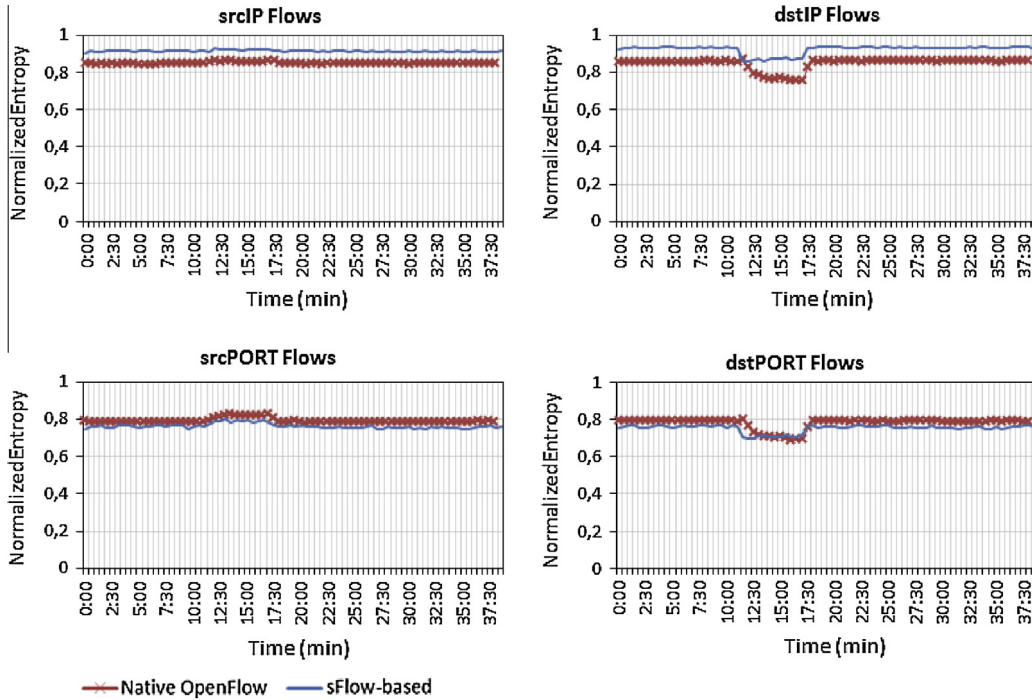 srcIP Flows
NormalizedEntropy
1
0,8
0,6
0,4
0,2
0
0:00 2:30 5:00 7:30 10:00 12:30 15:00 17:30 20:00 22:30 25:00 27:30 30:00 32:30 35:00 37:30
Time (min)
dstIP Flows
NormalizedEntropy
1
0,8
0,6
0,4
0,2
0
0:00 2:30 5:00 7:30 10:00 12:30 15:00 17:30 20:00 22:30 25:00 27:30 30:00 32:30 35:00 37:30
Time (min)
srcPORT Flows
NormalizedEntropy
1
0,8
0,6
0,4
0,2
0
0:00 2:30 5:00 7:30 10:00 12:30 15:00 17:30 20:00 22:30 25:00 27:30 30:00 32:30 35:00 37:30
Time (min)
dstPORT Flows
NormalizedEntropy
1
0,8
0,6
0,4
0,2
0
0:00 2:30 5:00 7:30 10:00 12:30 15:00 17:30 20:00 22:30 25:00 27:30 30:00 32:30 35:00 37:30
Time (min)
Native OpenFlow sFlow-based